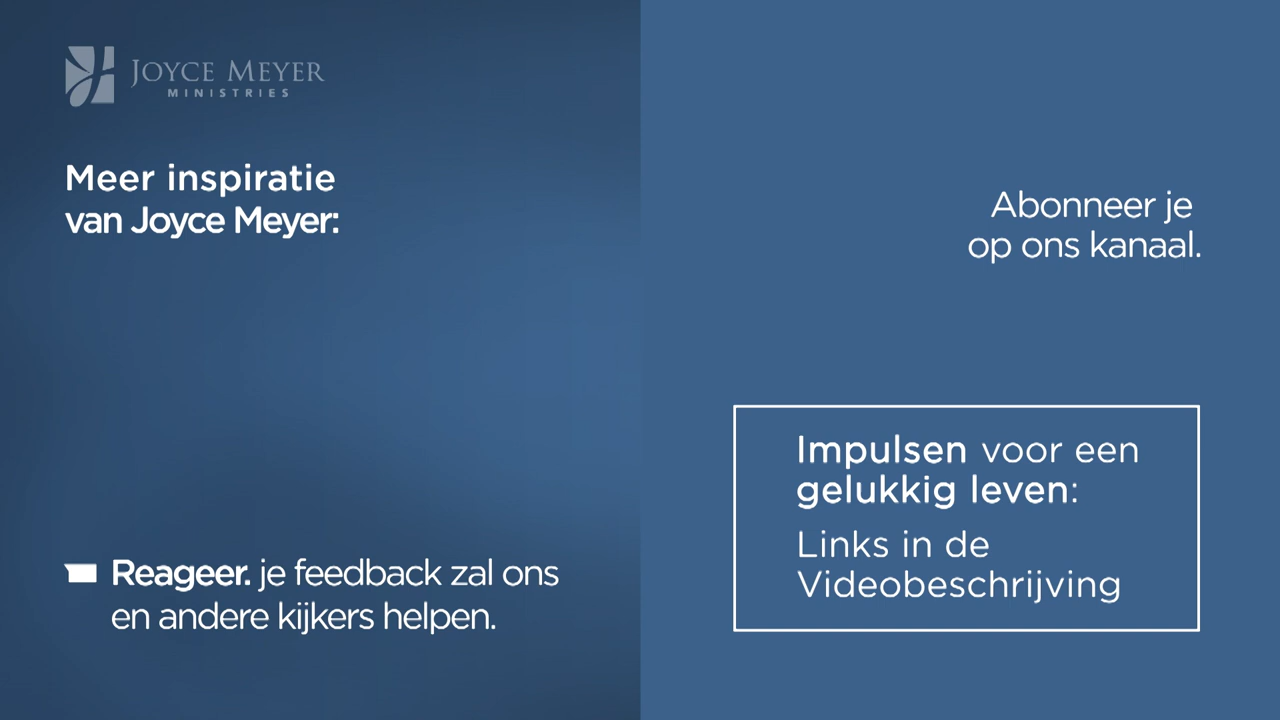 JOYCE MEYER
MINISTRIES
Meer inspiratie
van Joyce Meyer:
Abonneer je
op ons kanaal.
Impulsen voor een
gelukkig leven:
Links in de
Videobeschrijving
Reageer. je feedback zal ons
en andere kijkers helpen.